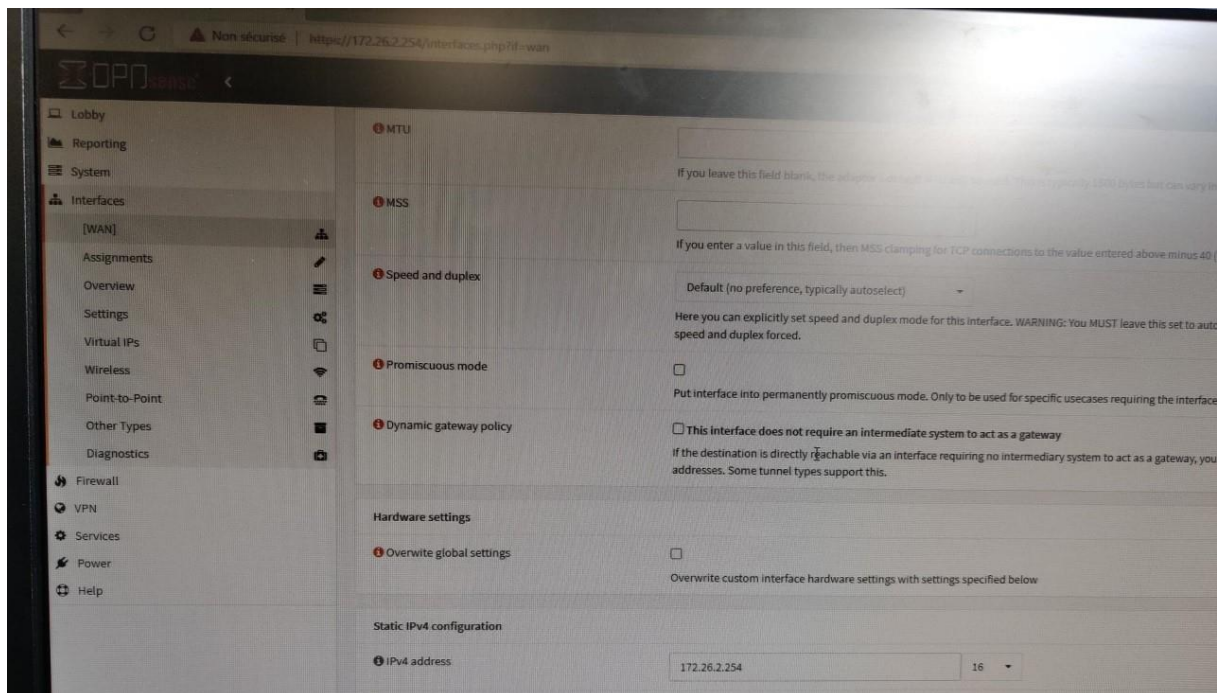 Non sécurisé https://172.26.2.254/interfaces.php?if=wan
OPNsense
Lobby
Reporting
System
Interfaces
[WAN]
Assignments
Overview
Settings
Virtual IPs
Wireless
Point-to-Point
Other Types
Diagnostics
Firewall
VPN
Services
Power
Help
MTU
If you leave this field blank, the
MSS
If you enter a value in this field, then MSS clamping for TCP connections to the value entered above minus 40 (
Speed and duplex
Default (no preference, typically autoselect)
Here you can explicitly set speed and duplex mode for this interface. WARNING: You MUST leave this set to auto
speed and duplex forced.
Promiscuous mode
Put interface into permanently promiscuous mode. Only to be used for specific usecases requiring the interface
Dynamic gateway policy
This interface does not require an intermediate system to act as a gateway
If the destination is directly reachable via an interface requiring no intermediary system to act as a gateway, you
addresses. Some tunnel types support this.
Hardware settings
Overwite global settings
Overwrite custom interface hardware settings with settings specified below
Static IPv4 configuration
IPv4 address
172.26.2.254 16